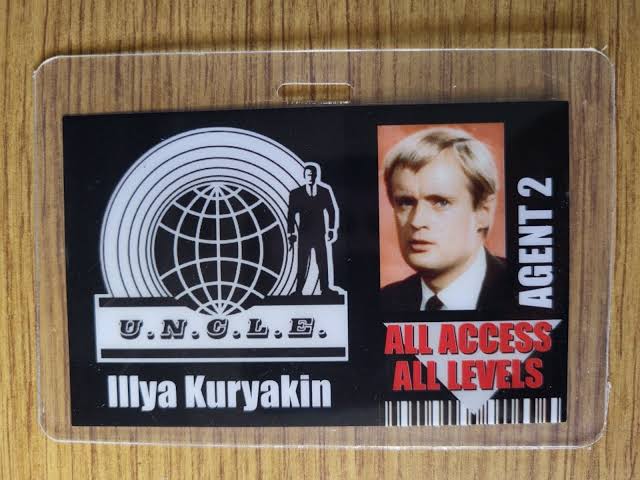 U.N.C.L.E.
Illya Kuryakin
AGENT 2
ALL ACCESS
ALL LEVELS